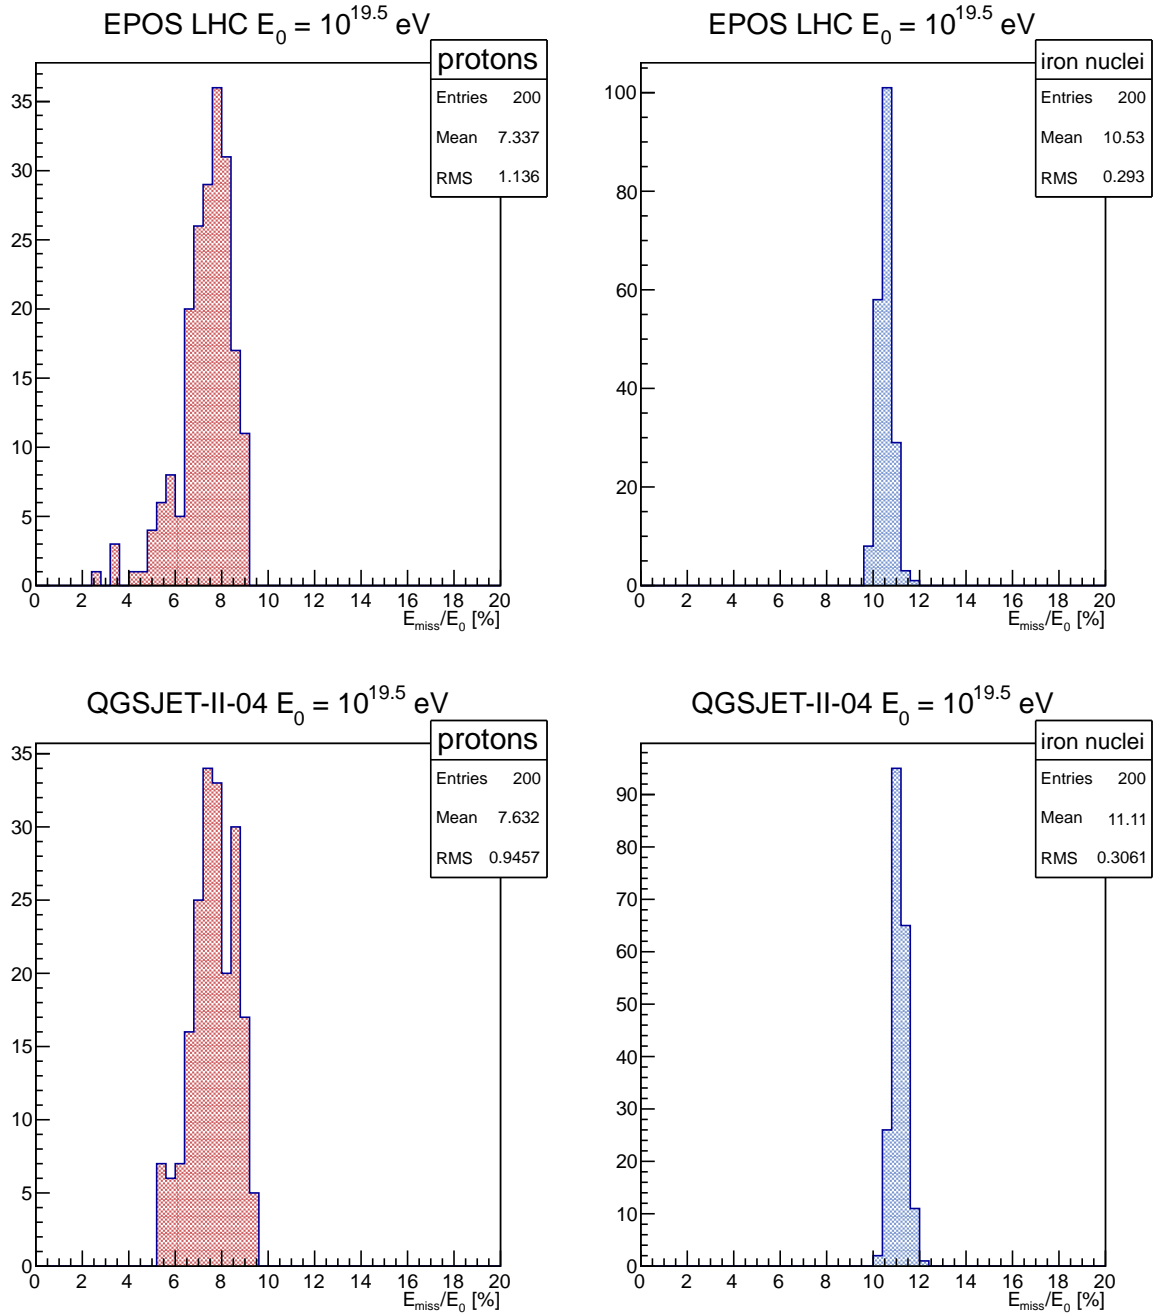 EPOS LHC E0 = 10^19.5 eV
protons
Entries 200
Mean 7.337
RMS 1.136
35
30
25
20
15
10
5
0
0 2 4 6 8 10 12 14 16 18 20
Emiss/E0 [%]
EPOS LHC E0 = 10^19.5 eV
iron nuclei
Entries 200
Mean 10.53
RMS 0.293
100
80
60
40
20
0
0 2 4 6 8 10 12 14 16 18 20
Emiss/E0 [%]
QGSJET-II-04 E0 = 10^19.5 eV
protons
Entries 200
Mean 7.632
RMS 0.9457
35
30
25
20
15
10
5
0
0 2 4 6 8 10 12 14 16 18 20
Emiss/E0 [%]
QGSJET-II-04 E0 = 10^19.5 eV
iron nuclei
Entries 200
Mean 11.11
RMS 0.3061
90
80
70
60
50
40
30
20
10
0
0 2 4 6 8 10 12 14 16 18 20
Emiss/E0 [%]